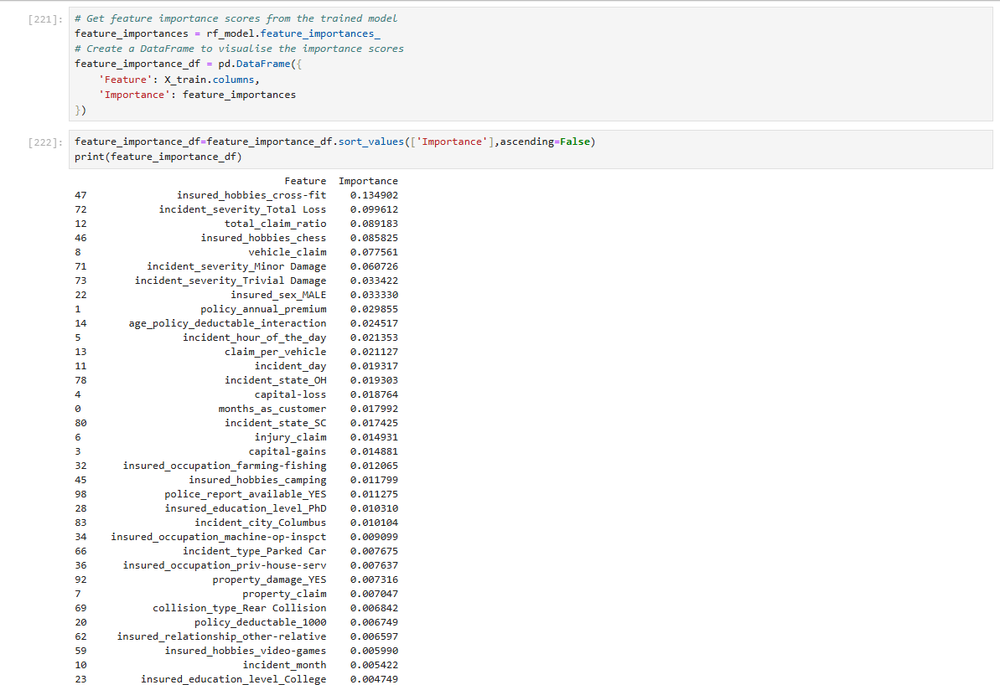 [221]:
# Get feature importance scores from the trained model
feature_importances = rf_model.feature_importances_
# Create a DataFrame to visualise the importance scores
feature_importance_df = pd.DataFrame({
    'Feature': X_train.columns,
    'Importance': feature_importances
})
[222]:
feature_importance_df=feature_importance_df.sort_values(['Importance'],ascending=False)
print(feature_importance_df)
Feature Importance
47 insured_hobbies_cross-fit 0.134902
72 incident_severity_Total Loss 0.099612
12 total_claim_ratio 0.089183
46 insured_hobbies_chess 0.085825
8 vehicle_claim 0.077561
71 incident_severity_Minor Damage 0.060726
73 incident_severity_Trivial Damage 0.033422
22 insured_sex_MALE 0.033330
1 policy_annual_premium 0.029855
14 age_policy_deductable_interaction 0.024517
5 incident_hour_of_the_day 0.021353
13 claim_per_vehicle 0.021127
11 incident_day 0.019317
78 incident_state_OH 0.019303
4 capital-loss 0.018764
0 months_as_customer 0.017992
80 incident_state_SC 0.017425
6 injury_claim 0.014931
3 capital-gains 0.014881
32 insured_occupation_farming-fishing 0.012065
45 insured_hobbies_camping 0.011799
98 police_report_available_YES 0.011275
28 insured_education_level_PhD 0.010310
83 incident_city_Columbus 0.010104
34 insured_occupation_machine-op-inspct 0.009099
66 incident_type_Parked Car 0.007675
36 insured_occupation_priv-house-serv 0.007637
92 property_damage_YES 0.007316
7 property_claim 0.007047
69 collision_type_Rear Collision 0.006842
20 policy_deductable_1000 0.006749
62 insured_relationship_other-relative 0.006597
59 insured_hobbies_video-games 0.005990
10 incident_month 0.005422
23 insured_education_level_College 0.004749